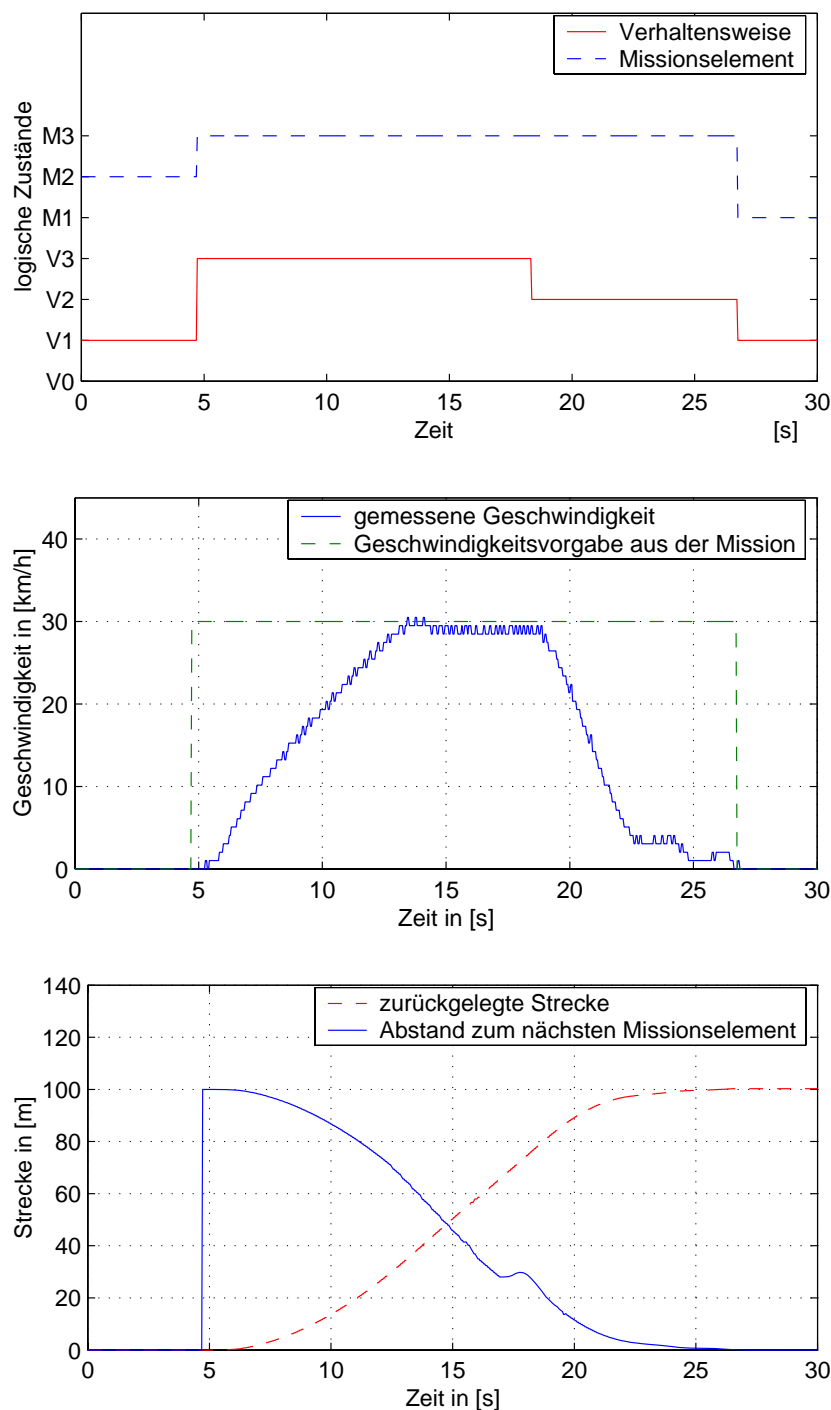 Verhaltensweise
Missionselement
logische Zustände
M3
M2
M1
V3
V2
V1
V0
0 5 10 15 20 25 30
Zeit [s]
gemessene Geschwindigkeit
Geschwindigkeitsvorgabe aus der Mission
Geschwindigkeit in [km/h]
40
30
20
10
0
0 5 10 15 20 25 30
Zeit in [s]
zurückgelegte Strecke
Abstand zum nächsten Missionselement
Strecke in [m]
140
120
100
80
60
40
20
0
0 5 10 15 20 25 30
Zeit in [s]